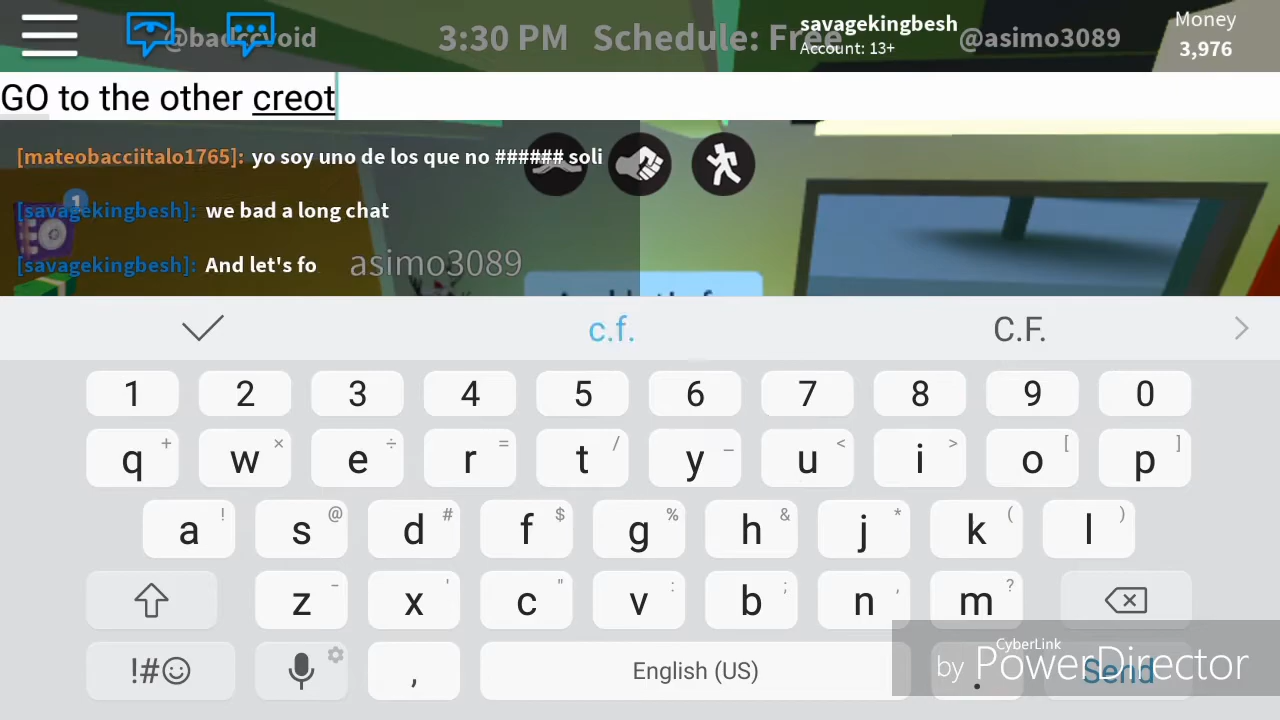 @badccvoid
3:30 PM Schedule: Free
savagekingbesh
Account: 13+
@asimo3089
Money
3,976
GO to the other creot
[mateobacciitalo1765]: yo soy uno de los que no ###### soli
1
[savagekingbesh]: we bad a long chat
[savagekingbesh]: And let's fo
asimo3089
c.f. C.F.
1 2 3 4 5 6 7 8 9 0
q + w × e ÷ r = t / y _ u < i > o [ p ]
a ! s @ d # f $ g % h & j * k ( l )
z - x ' c " v : b ; n , m ?
!#☺ , English (US) . Send
CyberLink
by PowerDirector